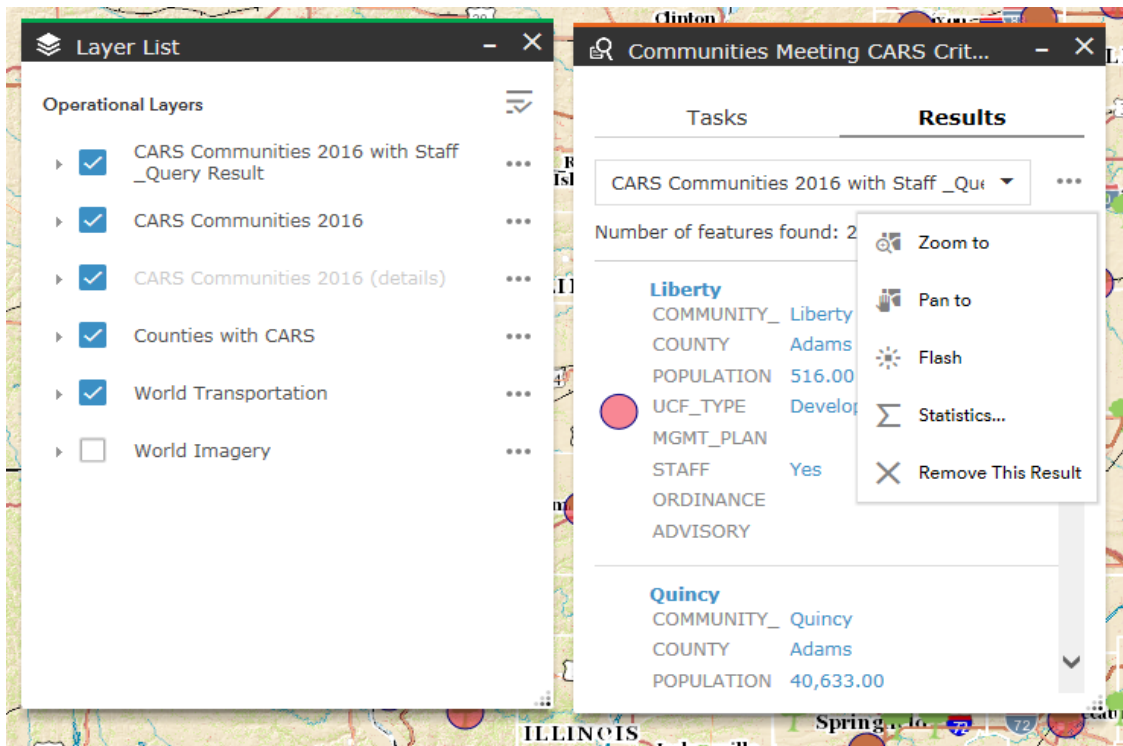 Layer List
Operational Layers
CARS Communities 2016 with Staff
_Query Result
CARS Communities 2016
CARS Communities 2016 (details)
Counties with CARS
World Transportation
World Imagery
Clinton
Communities Meeting CARS Crit...
Tasks
Results
CARS Communities 2016 with Staff _Que
Number of features found: 2
Zoom to
Pan to
Flash
Statistics...
Remove This Result
Liberty
COMMUNITY_ Liberty
COUNTY Adams
POPULATION 516.00
UCF_TYPE Develop
MGMT_PLAN
STAFF Yes
ORDINANCE
ADVISORY
Quincy
COMMUNITY_ Quincy
COUNTY Adams
POPULATION 40,633.00
ILLINOIS
72
72